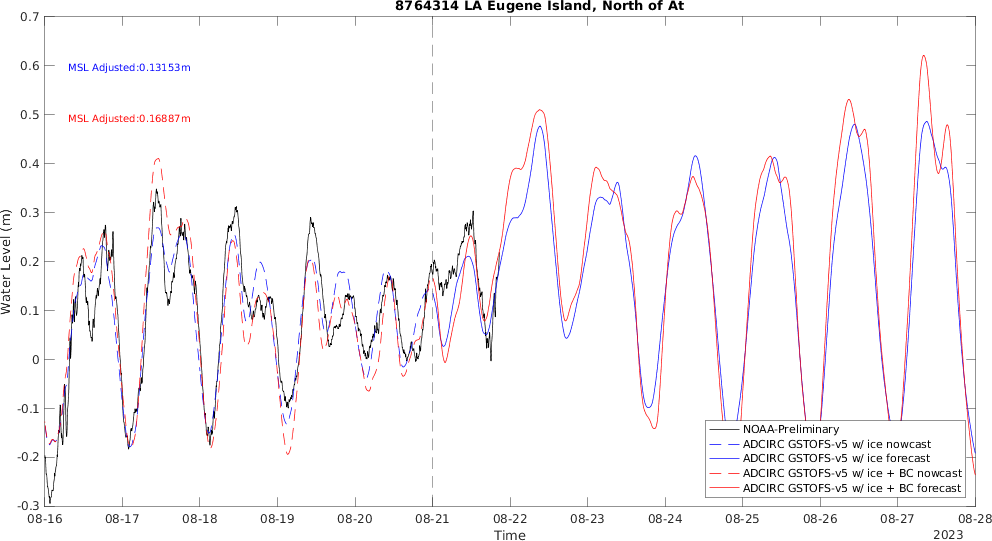 8764314 LA Eugene Island, North of At
0.7
0.6
0.5
0.4
0.3
0.2
0.1
0
-0.1
-0.2
-0.3
Water Level (m)
MSL Adjusted:0.13153m
MSL Adjusted:0.16887m
NOAA-Preliminary
ADCIRC GSTOFS-v5 w/ ice nowcast
ADCIRC GSTOFS-v5 w/ ice forecast
ADCIRC GSTOFS-v5 w/ ice + BC nowcast
ADCIRC GSTOFS-v5 w/ ice + BC forecast
08-16 08-17 08-18 08-19 08-20 08-21 08-22 08-23 08-24 08-25 08-26 08-27 08-28
Time
2023